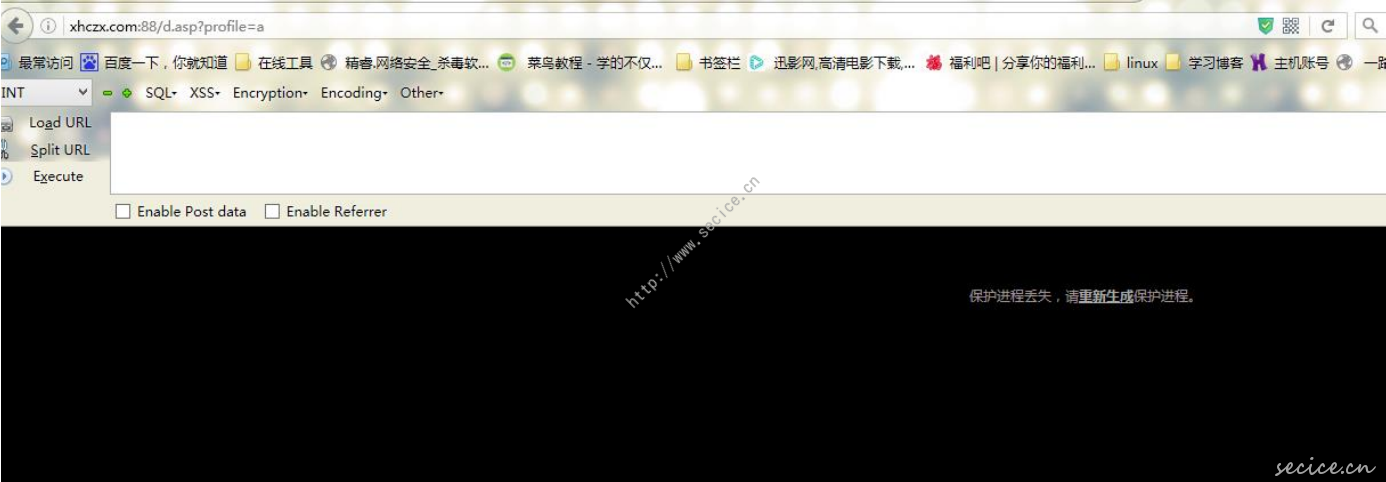 xhczx.com:88/d.asp?profile=a
最常访问 百度一下，你就知道 在线工具 精睿.网络安全_杀毒软... 菜鸟教程 - 学的不仅... 书签栏 迅影网,高清电影下载,... 福利吧 | 分享你的福利... linux 学习博客 主机账号 一路
INT SQL▾ XSS▾ Encryption▾ Encoding▾ Other▾
Load URL
Split URL
Execute
Enable Post data Enable Referrer
http://www.secice.cn
保护进程丢失，请重新生成保护进程。
secice.cn